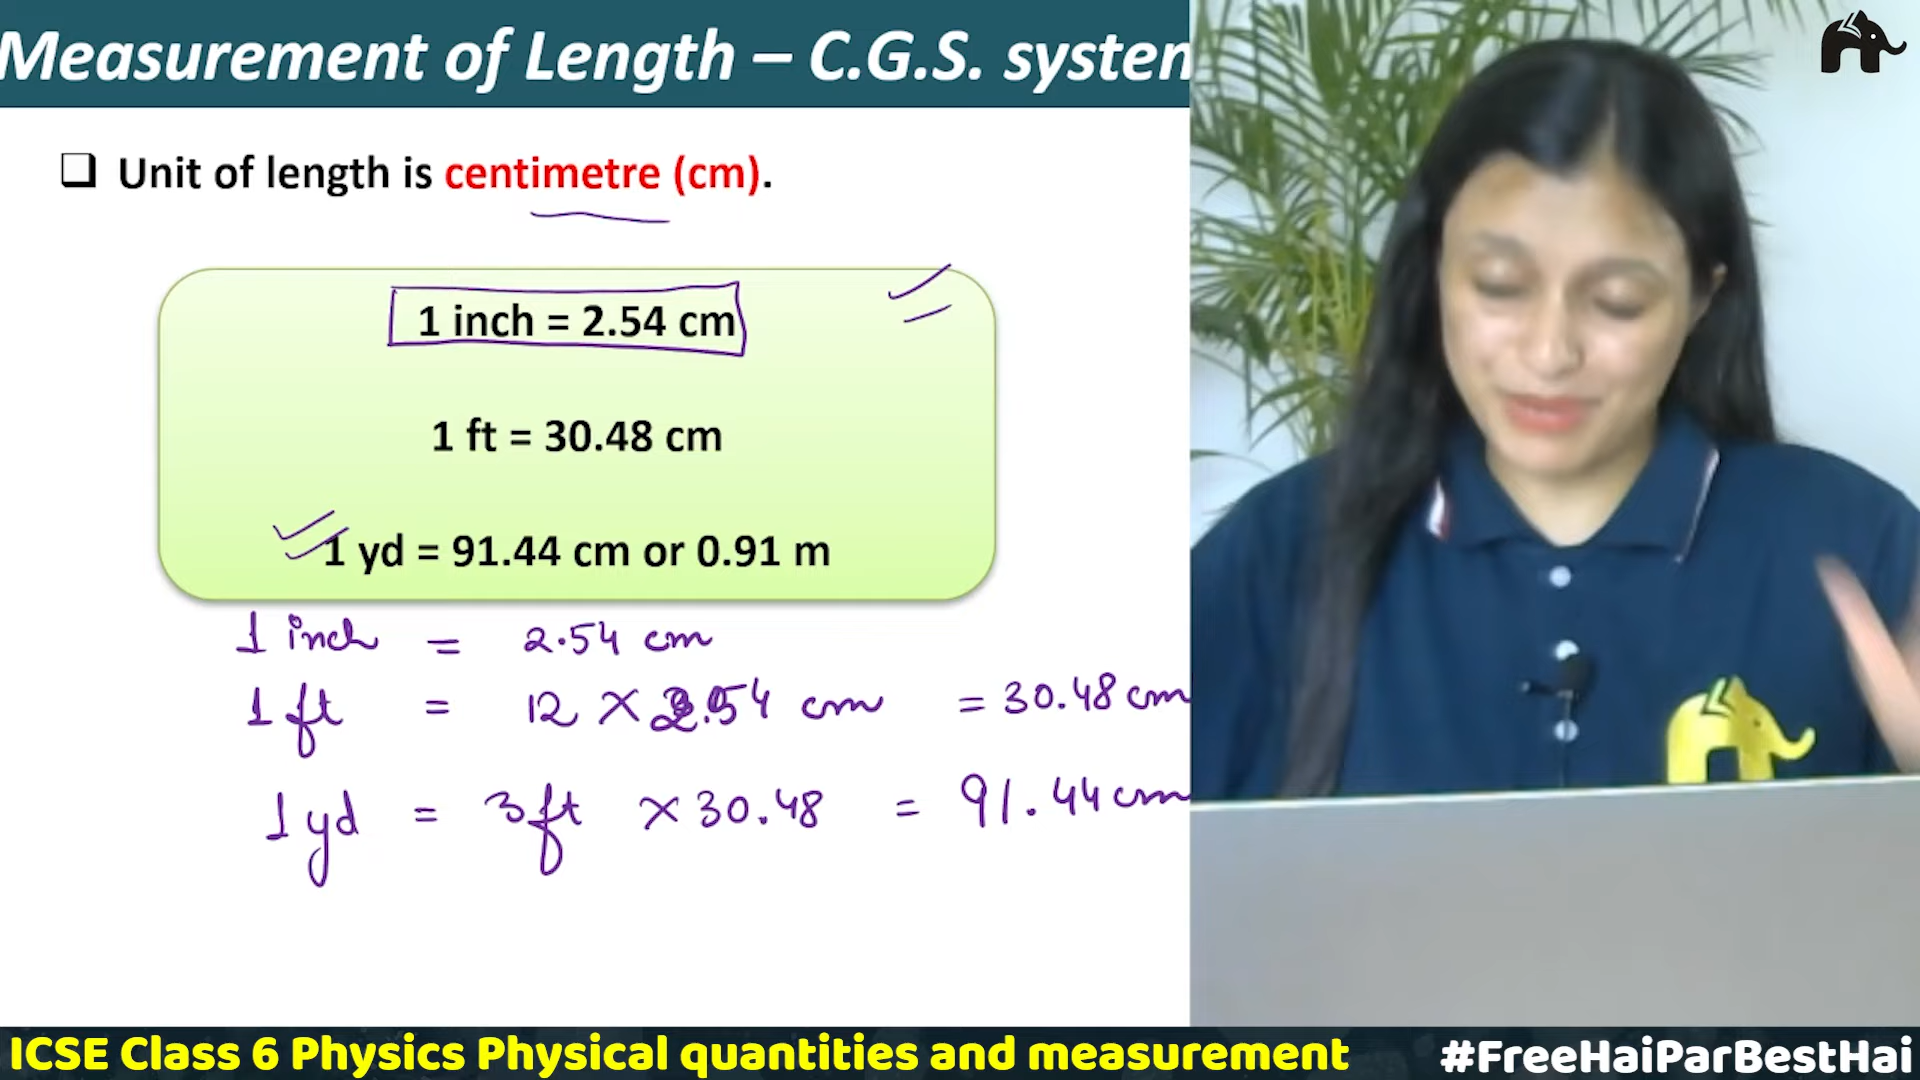 Measurement of Length – C.G.S. system
❑ Unit of length is centimetre (cm).
1 inch = 2.54 cm
1 ft = 30.48 cm
1 yd = 91.44 cm or 0.91 m
1 inch = 2.54 cm
1 ft = 12 × 2.54 cm = 30.48 cm
1 yd = 3 ft × 30.48 = 91.44 cm
ICSE Class 6 Physics Physical quantities and measurement #FreeHaiParBestHai